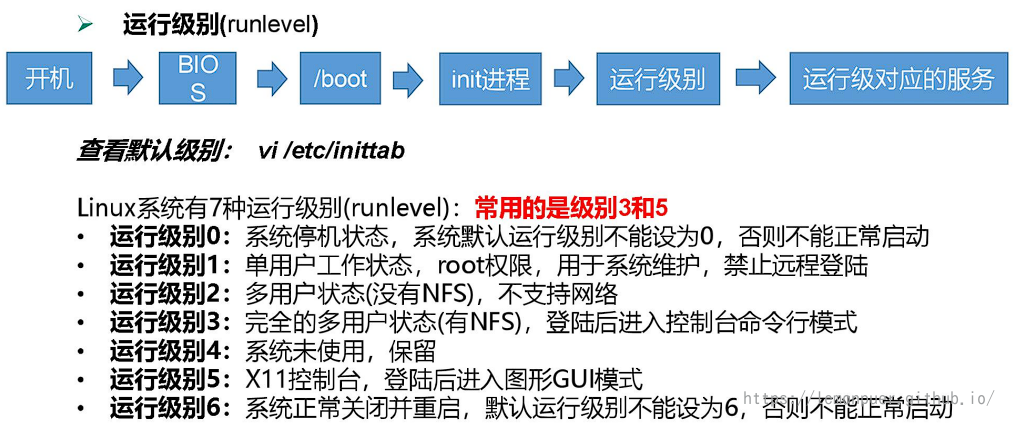 ➢ 运行级别(runlevel)
开机
BIO
S
/boot
init进程
运行级别
运行级对应的服务
查看默认级别： vi /etc/inittab
Linux系统有7种运行级别(runlevel)：常用的是级别3和5
• 运行级别0：系统停机状态，系统默认运行级别不能设为0，否则不能正常启动
• 运行级别1：单用户工作状态，root权限，用于系统维护，禁止远程登陆
• 运行级别2：多用户状态(没有NFS)，不支持网络
• 运行级别3：完全的多用户状态(有NFS)，登陆后进入控制台命令行模式
• 运行级别4：系统未使用，保留
• 运行级别5：X11控制台，登陆后进入图形GUI模式
• 运行级别6：系统正常关闭并重启，默认运行级别不能设为6，否则不能正常启动